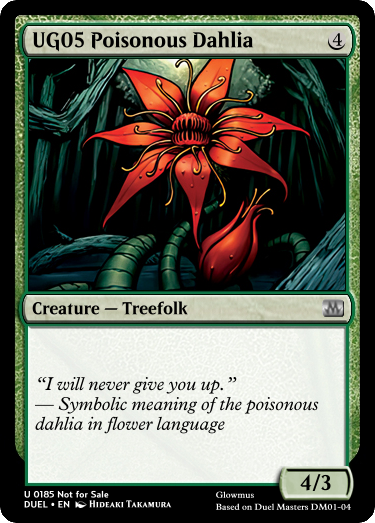 UG05 Poisonous Dahlia 4
Creature — Treefolk
“I will never give you up.”
— Symbolic meaning of the poisonous
dahlia in flower language
4/3
U 0185 Not for Sale
DUEL • EN Hideaki Takamura
Glowmus
Based on Duel Masters DM01-04